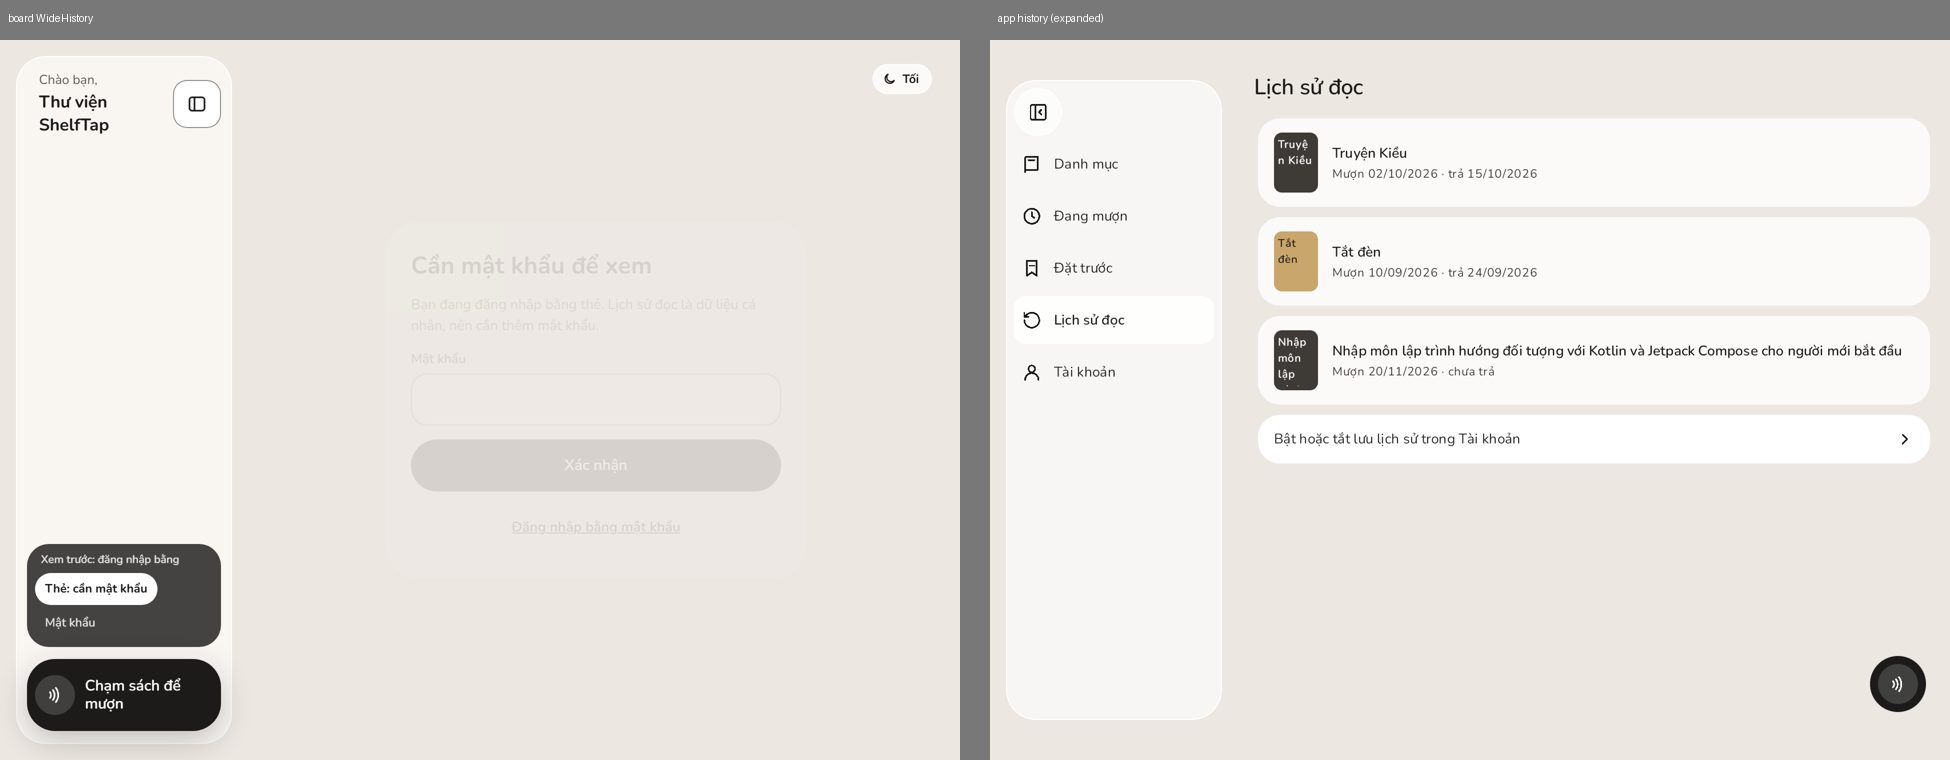 board WideHistory
Chào bạn,
Thư viện
ShelfTap
Tối
Cần mật khẩu để xem
Bạn đang đăng nhập bằng thẻ. Lịch sử đọc là dữ liệu cá
nhân, nên cần thêm mật khẩu.
Mật khẩu
Xác nhận
Đăng nhập bằng mật khẩu
Xem trước: đăng nhập bằng
Thẻ: cần mật khẩu
Mật khẩu
Chạm sách để
mượn
app history (expanded)
Danh mục
Đang mượn
Đặt trước
Lịch sử đọc
Tài khoản
Lịch sử đọc
Truyệ
n Kiều
Truyện Kiều
Mượn 02/10/2026 · trả 15/10/2026
Tắt
đèn
Tắt đèn
Mượn 10/09/2026 · trả 24/09/2026
Nhập
môn
lập
Nhập môn lập trình hướng đối tượng với Kotlin và Jetpack Compose cho người mới bắt đầu
Mượn 20/11/2026 · chưa trả
Bật hoặc tắt lưu lịch sử trong Tài khoản